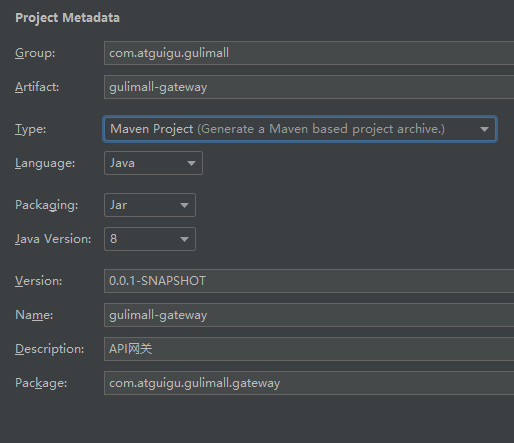 Project Metadata
Group: com.atguigu.gulimall
Artifact: gulimall-gateway
Type: Maven Project (Generate a Maven based project archive.)
Language: Java
Packaging: Jar
Java Version: 8
Version: 0.0.1-SNAPSHOT
Name: gulimall-gateway
Description: API网关
Package: com.atguigu.gulimall.gateway